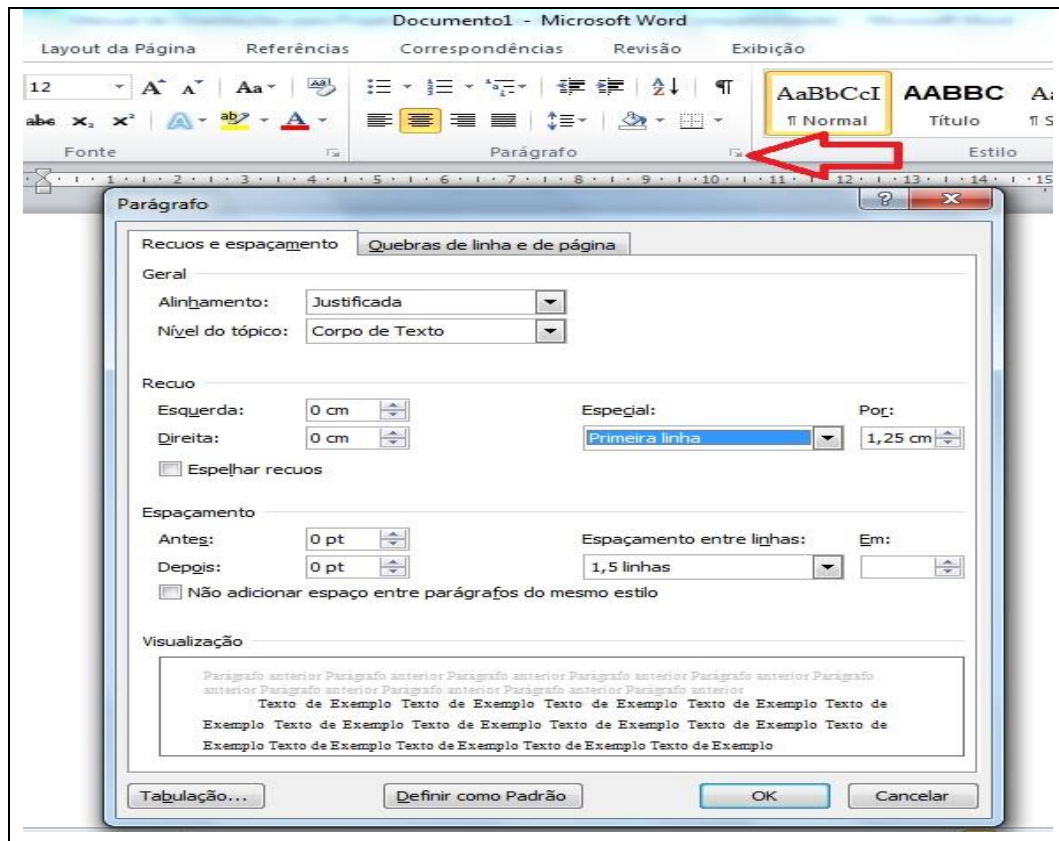 Documento1 - Microsoft Word
Layout da Página Referências Correspondências Revisão Exibição
12 A A Aa
AaBbCcI AABBC Aa
abc x₂ x² A ab A
¶ Normal Título ¶ S
Fonte Parágrafo Estilo
1 2 3 4 5 6 7 8 9 10 11 12 13 14 15
Parágrafo
Recuos e espaçamento Quebras de linha e de página
Geral
Alinhamento: Justificada
Nível do tópico: Corpo de Texto
Recuo
Esquerda: 0 cm Especial: Por:
Direita: 0 cm Primeira linha 1,25 cm
Espelhar recuos
Espaçamento
Antes: 0 pt Espaçamento entre linhas: Em:
Depois: 0 pt 1,5 linhas
Não adicionar espaço entre parágrafos do mesmo estilo
Visualização
Parágrafo anterior Parágrafo anterior Parágrafo anterior Parágrafo anterior Parágrafo anterior Parágrafo
anterior Parágrafo anterior Parágrafo anterior Parágrafo anterior Parágrafo anterior
Texto de Exemplo Texto de Exemplo Texto de Exemplo Texto de Exemplo Texto de
Exemplo Texto de Exemplo Texto de Exemplo Texto de Exemplo Texto de
Exemplo Texto de Exemplo Texto de Exemplo Texto de Exemplo Texto de Exemplo
Tabulação... Definir como Padrão OK Cancelar